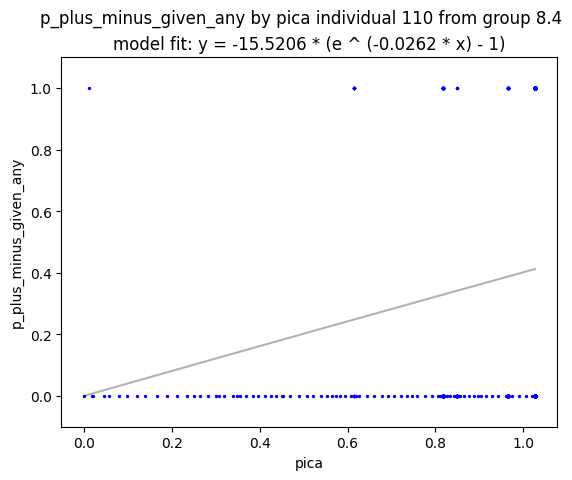 p_plus_minus_given_any by pica individual 110 from group 8.4
model fit: y = -15.5206 * (e ^ (-0.0262 * x) - 1)
1.0
0.8
0.6
0.4
0.2
0.0
p_plus_minus_given_any
0.0 0.2 0.4 0.6 0.8 1.0
pica